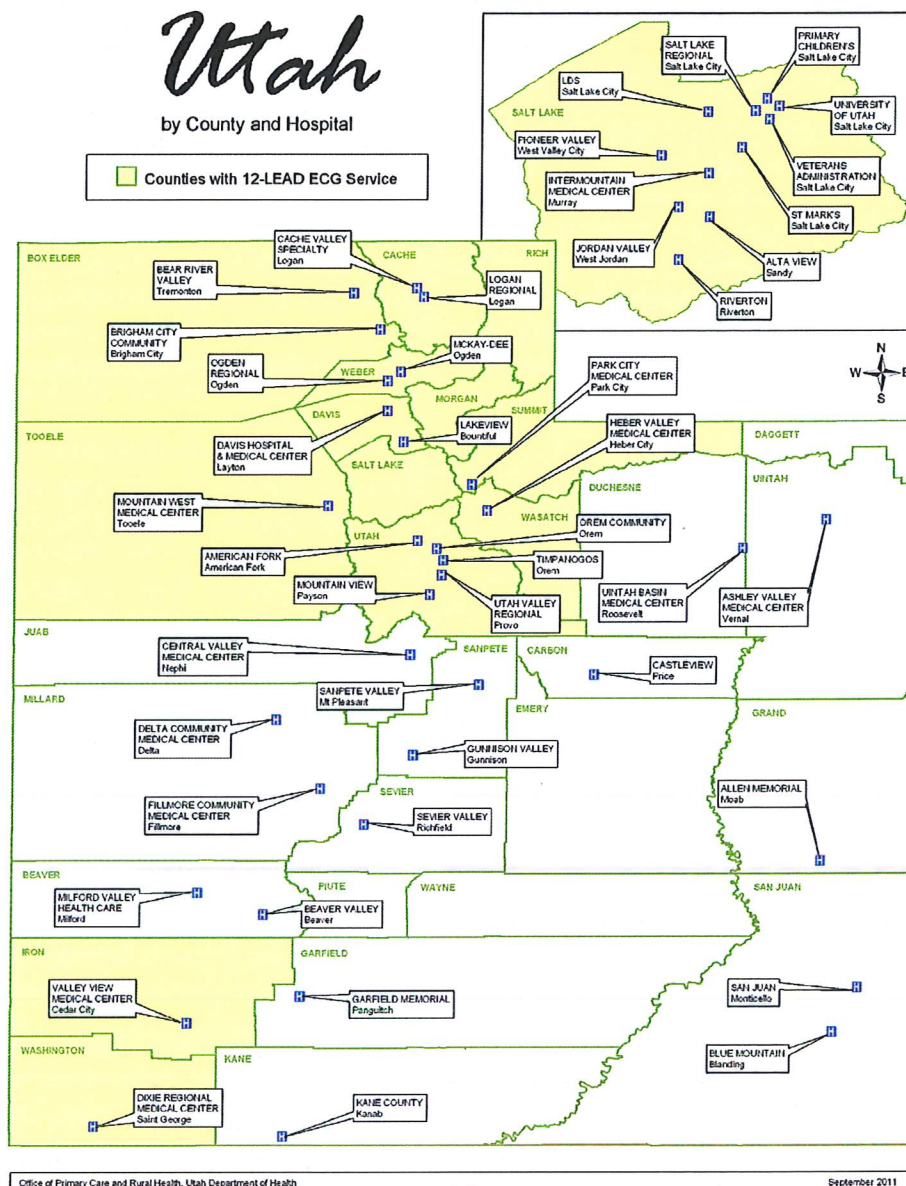 Utah
by County and Hospital
Counties with 12-LEAD ECG Service
SALT LAKE
SALT LAKE
REGIONAL
Salt Lake City
PRIMARY
CHILDREN'S
Salt Lake City
LDS
Salt Lake City
UNIVERSITY
OF UTAH
Salt Lake City
PIONEER VALLEY
West Valley City
VETERANS
ADMINISTRATION
Salt Lake City
INTERMOUNTAIN
MEDICAL CENTER
Murray
ST MARK'S
Salt Lake City
JORDAN VALLEY
West Jordan
ALTA VIEW
Sandy
RIVERTON
Riverton
N
W E
S
BOX ELDER
CACHE VALLEY
SPECIALTY
Logan
CACHE
RICH
BEAR RIVER
VALLEY
Tremonton
LOGAN
REGIONAL
Logan
BRIGHAM CITY
COMMUNITY
Brigham City
MCKAY-DEE
Ogden
OGDEN
REGIONAL
Ogden
WEBER
PARK CITY
MEDICAL CENTER
Park City
MORGAN
DAVIS
SUMMIT
TOOELE
DAVIS HOSPITAL
& MEDICAL CENTER
Layton
LAKEVIEW
Bountiful
HEBER VALLEY
MEDICAL CENTER
Heber City
DAGGETT
SALT LAKE
UINTAH
DUCHESNE
MOUNTAIN WEST
MEDICAL CENTER
Tooele
WASATCH
UTAH
OREM COMMUNITY
Orem
AMERICAN FORK
American Fork
TIMPANOGOS
Orem
MOUNTAIN VIEW
Payson
UTAH VALLEY
REGIONAL
Provo
UINTAH BASIN
MEDICAL CENTER
Roosevelt
ASHLEY VALLEY
MEDICAL CENTER
Vernal
JUAB
CENTRAL VALLEY
MEDICAL CENTER
Nephi
SANPETE
CARBON
CASTLEVIEW
Price
SANPETE VALLEY
Mt Pleasant
MILLARD
EMERY
GRAND
DELTA COMMUNITY
MEDICAL CENTER
Delta
GUNNISON VALLEY
Gunnison
FILLMORE COMMUNITY
MEDICAL CENTER
Fillmore
SEVIER
ALLEN MEMORIAL
Moab
SEVIER VALLEY
Richfield
BEAVER
PIUTE
WAYNE
SAN JUAN
MILFORD VALLEY
HEALTH CARE
Milford
BEAVER VALLEY
Beaver
IRON
GARFIELD
VALLEY VIEW
MEDICAL CENTER
Cedar City
GARFIELD MEMORIAL
Panguitch
SAN JUAN
Monticello
WASHINGTON
KANE
BLUE MOUNTAIN
Blanding
DIXIE REGIONAL
MEDICAL CENTER
Saint George
KANE COUNTY
Kanab
Office of Primary Care and Rural Health, Utah Department of Health
September 2011